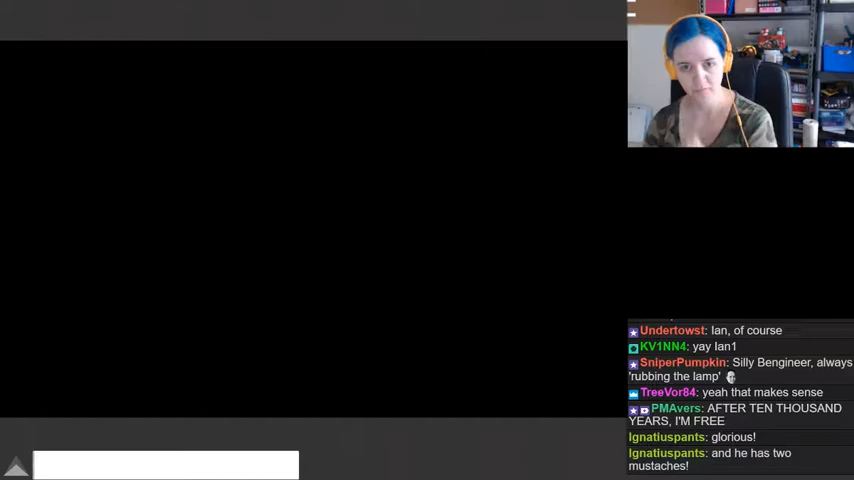 Undertowst: Ian, of course
KV1NN4: yay Ian1
SniperPumpkin: Silly Bengineer, always
'rubbing the lamp'
TreeVor84: yeah that makes sense
PMAvers: AFTER TEN THOUSAND
YEARS, I'M FREE
Ignatiuspants: glorious!
Ignatiuspants: and he has two
mustaches!